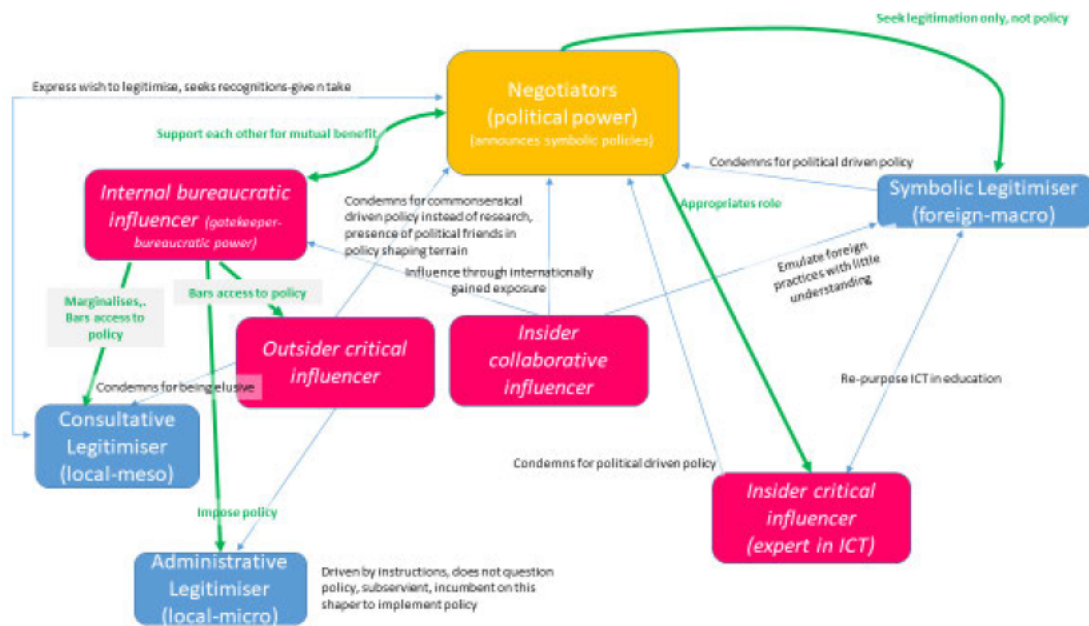 Seek legitimation only, not policy
Negotiators
(political power)
(announces symbolic policies)
Express wish to legitimise, seeks recognitions-given take
Support each other for mutual benefit
Condemns for political driven policy
Internal bureaucratic
influencer (gatekeeper-
bureaucratic power)
Symbolic Legitimiser
(foreign-macro)
Condemns for commonsensical
driven policy instead of research,
presence of political friends in
policy shaping terrain
Appropriates role
Influence through internationally
gained exposure
Emulate foreign
practices with little
understanding
Marginalises,.
Bars access to
policy
Bars access to policy
Outsider critical
influencer
Insider
collaborative
influencer
Condemns for being elusive
Re-purpose ICT in education
Consultative
Legitimiser
(local-meso)
Condemns for political driven policy
Insider critical
influencer
(expert in ICT)
Impose policy
Administrative
Legitimiser
(local-micro)
Driven by instructions, does not question
policy, subservient, incumbent on this
shaper to implement policy